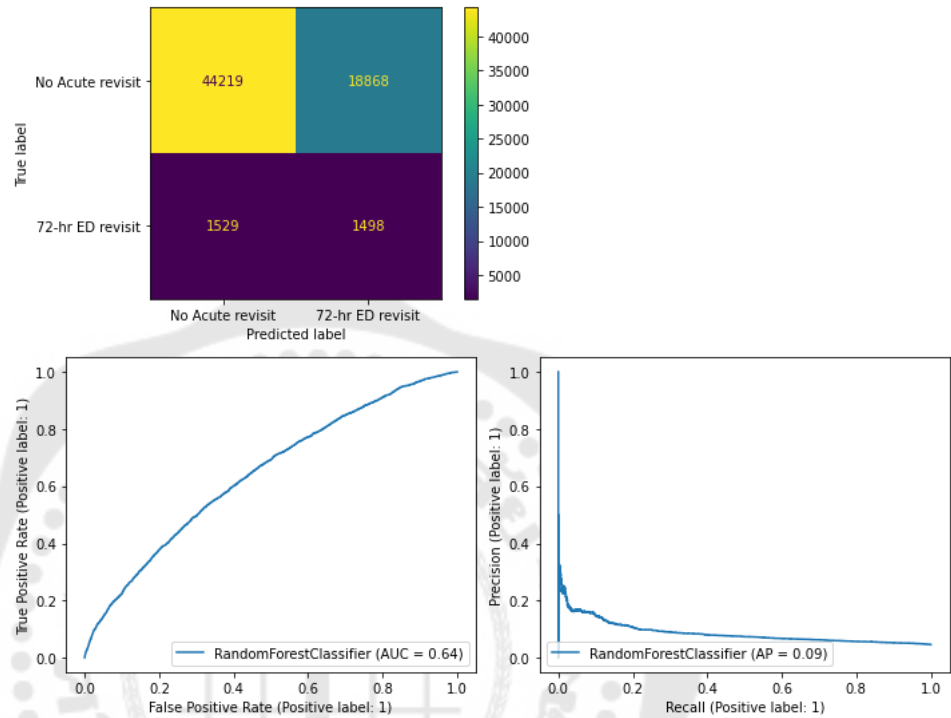 40000
No Acute revisit
44219 18868
35000
30000
True label
25000
20000
72-hr ED revisit
1529 1498
15000
10000
5000
No Acute revisit 72-hr ED revisit
Predicted label
True Positive Rate (Positive label: 1)
1.0
0.8
0.6
0.4
0.2
0.0
RandomForestClassifier (AUC = 0.64)
0.0 0.2 0.4 0.6 0.8 1.0
False Positive Rate (Positive label: 1)
Precision (Positive label: 1)
1.0
0.8
0.6
0.4
0.2
0.0
RandomForestClassifier (AP = 0.09)
0.0 0.2 0.4 0.6 0.8 1.0
Recall (Positive label: 1)